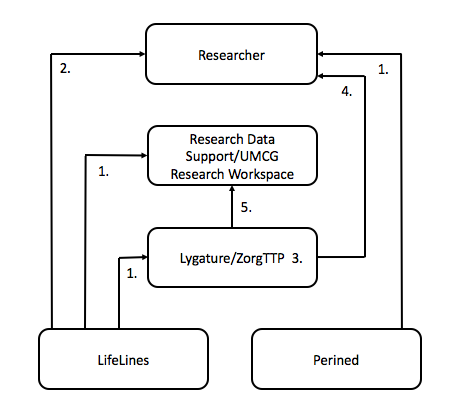 Researcher
2.
1.
4.
Research Data
Support/UMCG
Research Workspace
1.
5.
Lygature/ZorgTTP 3.
1.
LifeLines
Perined